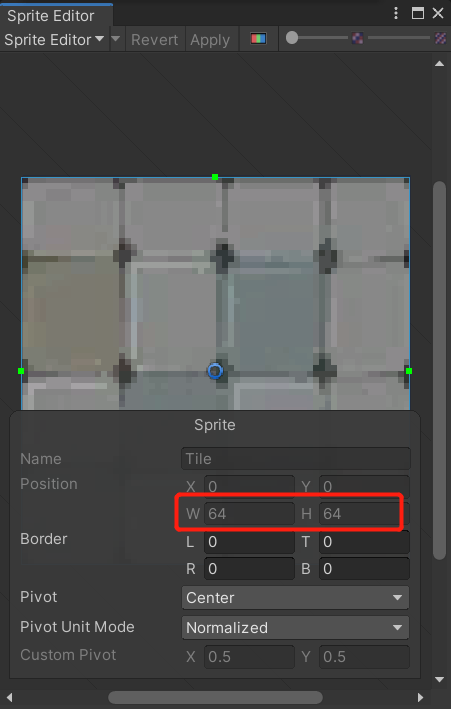 Sprite Editor
Sprite Editor Revert Apply
Sprite
Name Tile
Position X 0 Y 0
W 64 H 64
Border L 0 T 0
R 0 B 0
Pivot Center
Pivot Unit Mode Normalized
Custom Pivot X 0.5 Y 0.5